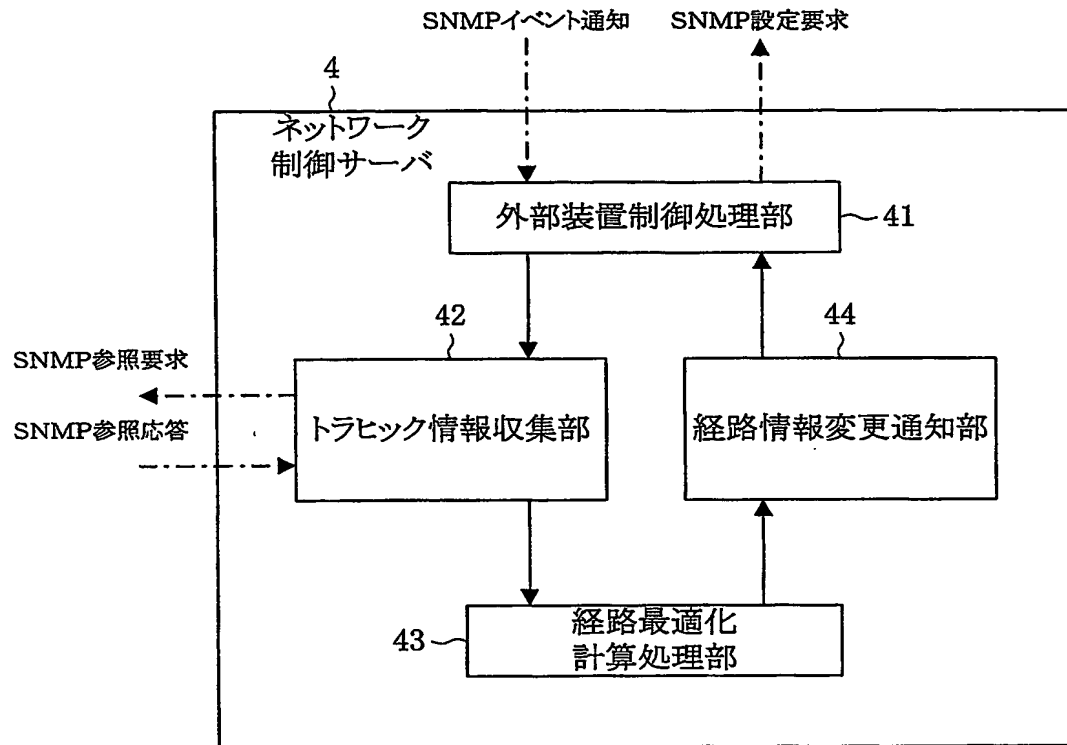 SNMPイベント通知
SNMP設定要求
4
ネットワーク
制御サーバ
外部装置制御処理部
41
42
44
SNMP参照要求
SNMP参照応答
トラヒック情報収集部
経路情報変更通知部
43
経路最適化
計算処理部